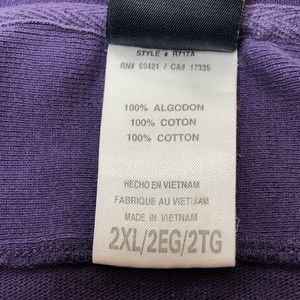 STYLE # R717A
RN# 69421 / CA# 17335
100% ALGODON
100% COTON
100% COTTON
HECHO EN VIETNAM
FABRIQUE AU VIETNAM
MADE IN VIETNAM
2XL/2EG/2TG